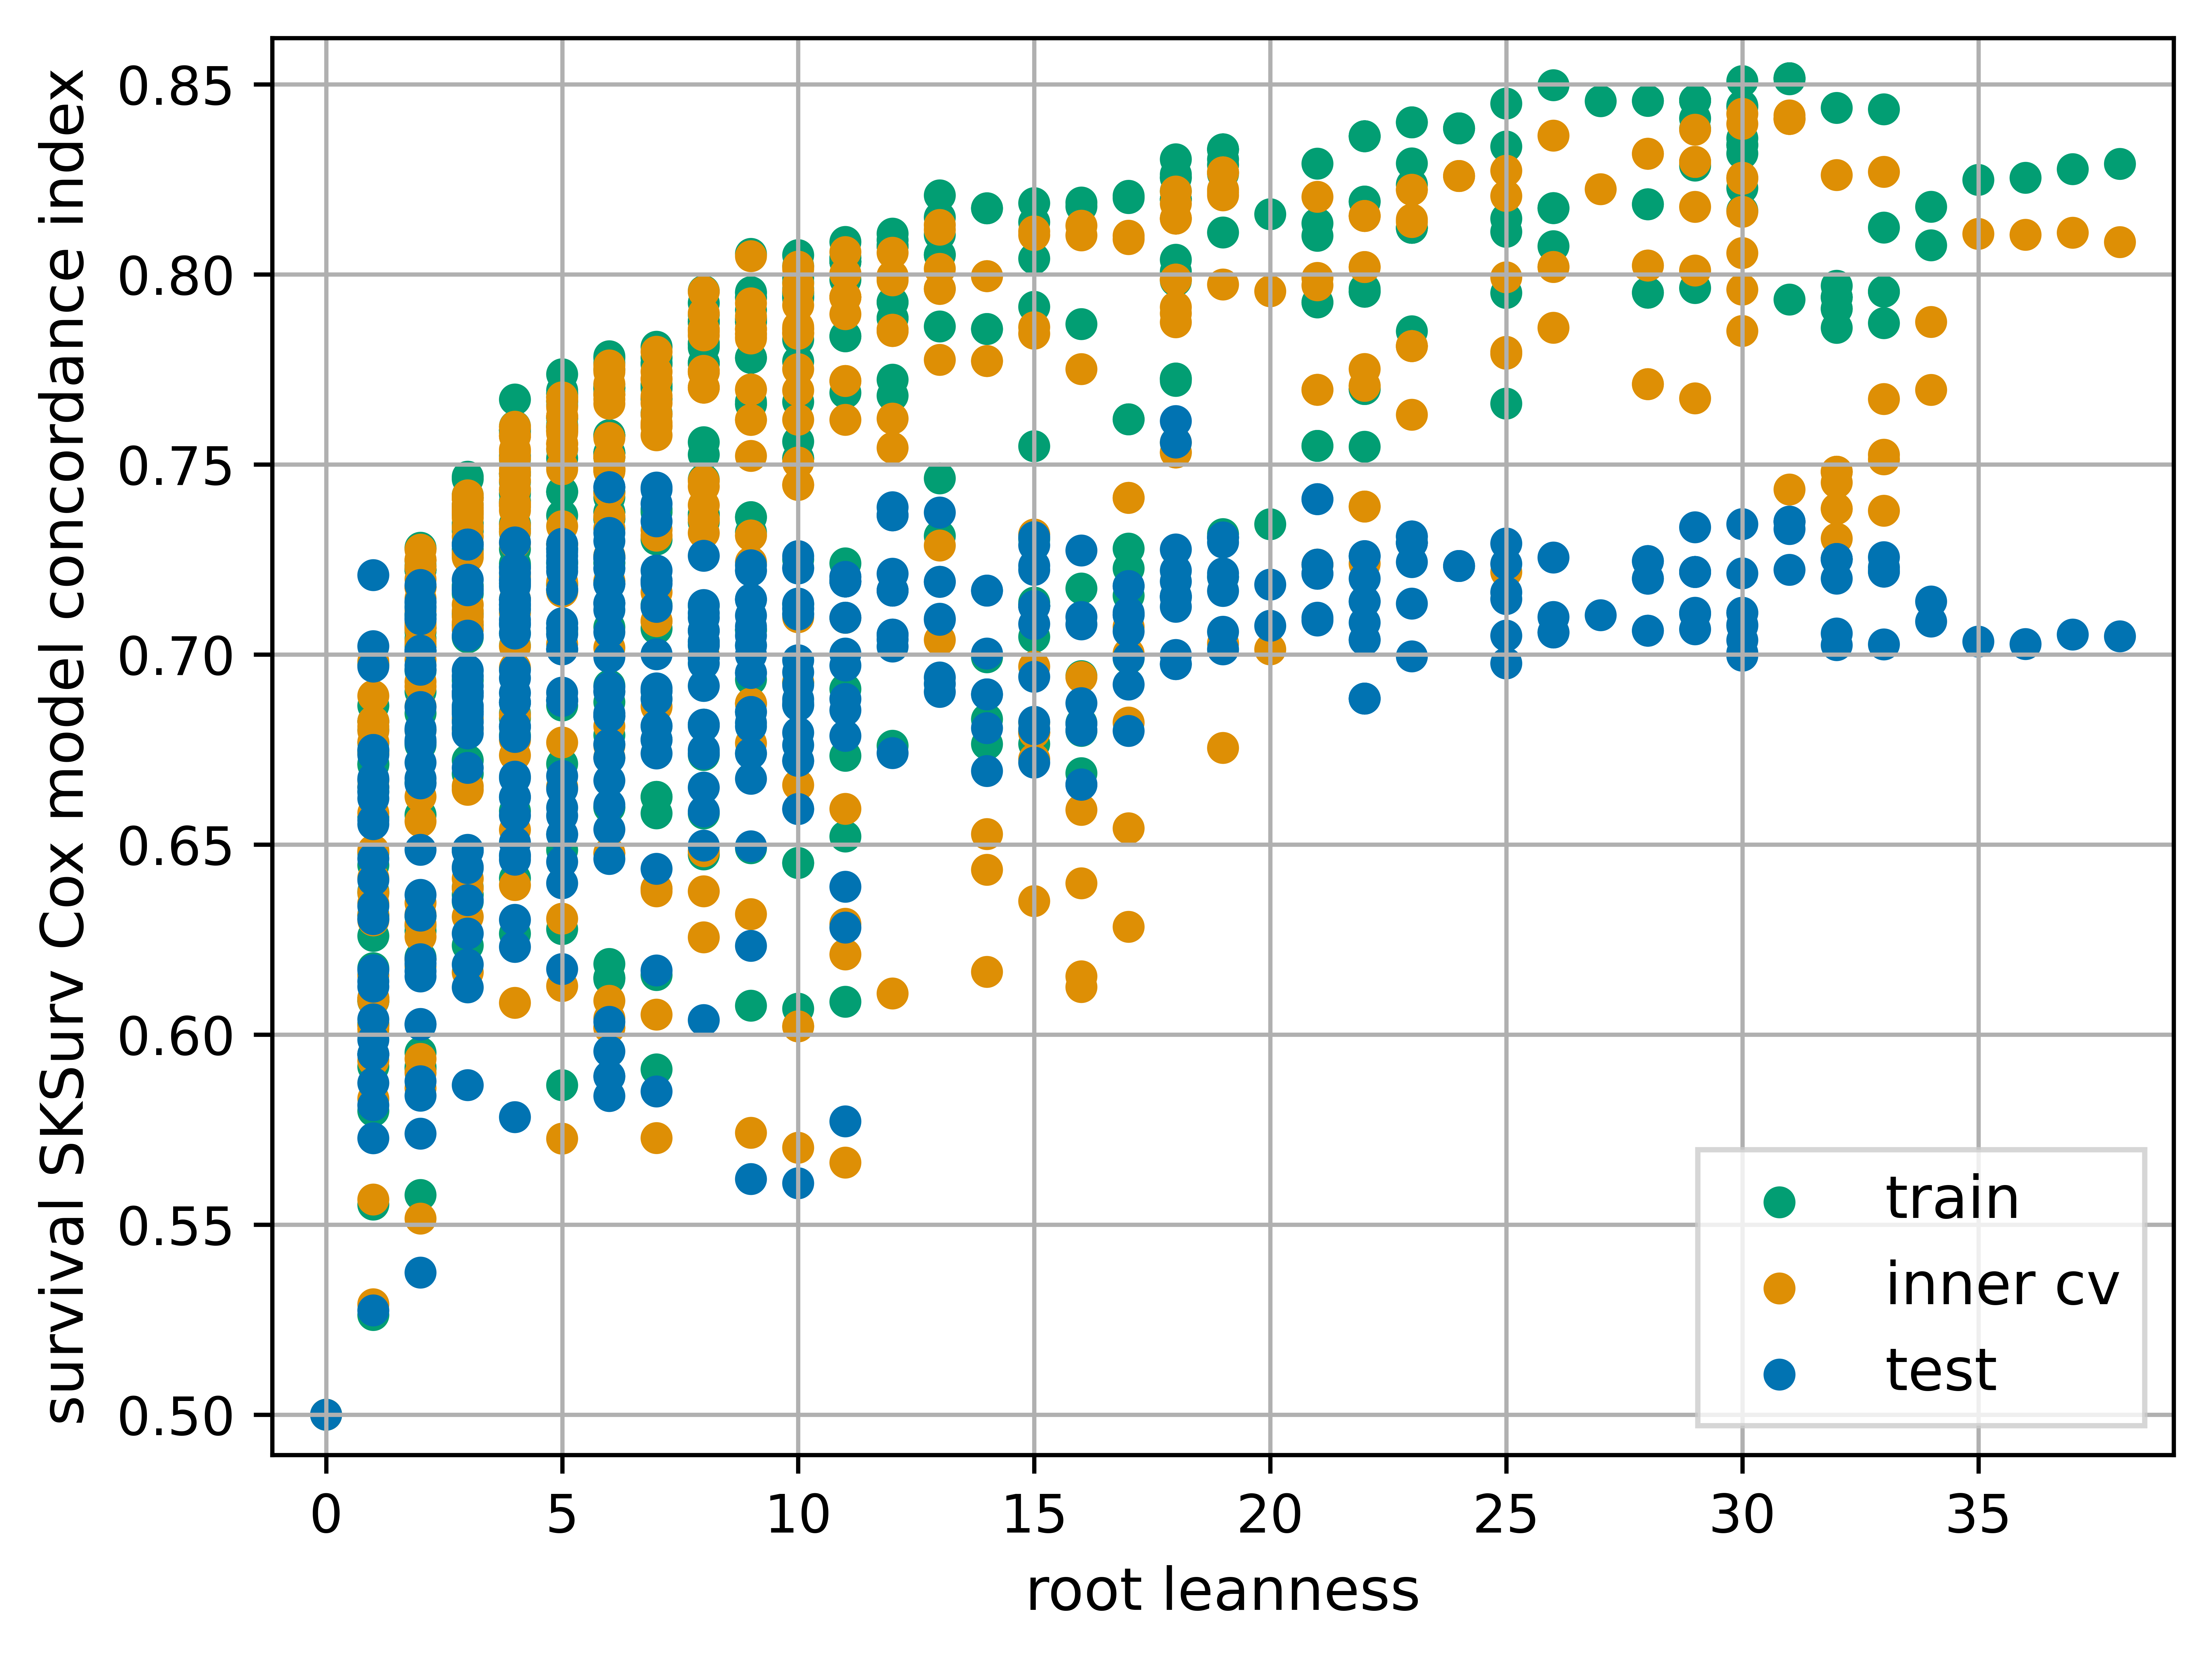 survival SKSurv Cox model concordance index
0.85
0.80
0.75
0.70
0.65
0.60
0.55
0.50
train
inner cv
test
0 5 10 15 20 25 30 35
root leanness